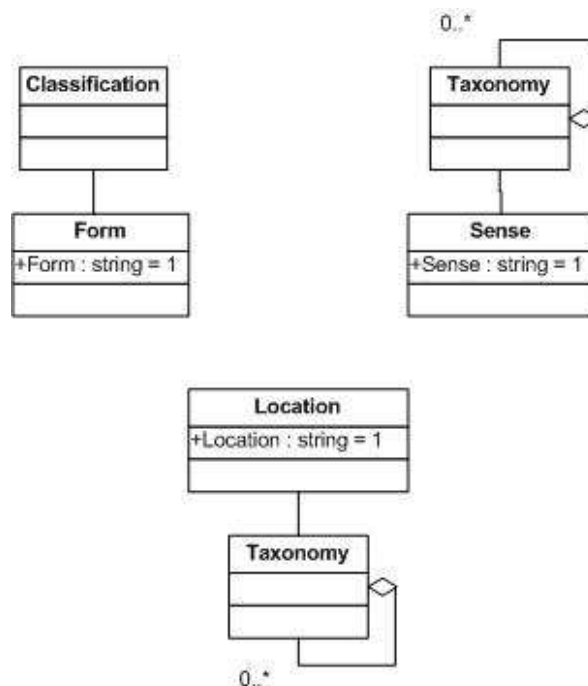 0..*
Classification
Taxonomy
Form
+Form : string = 1
Sense
+Sense : string = 1
Location
+Location : string = 1
Taxonomy
0..*